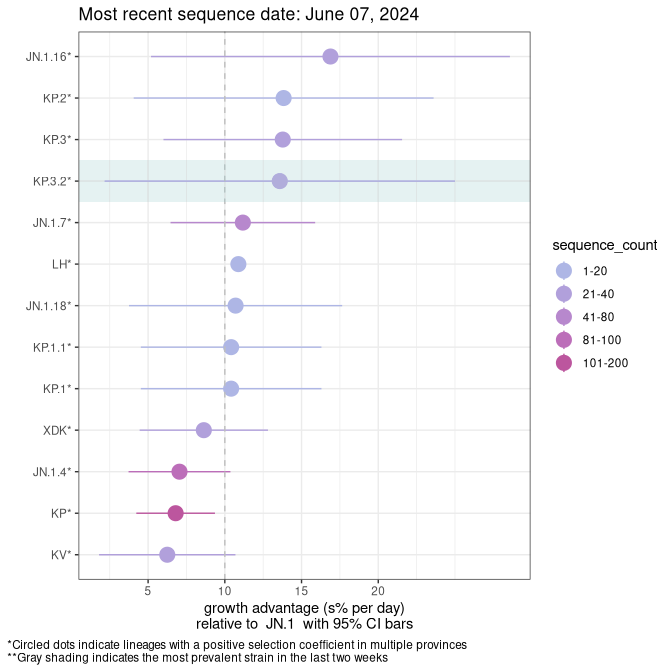 Most recent sequence date: June 07, 2024
JN.1.16*
KP.2*
KP.3*
KP.3.2*
JN.1.7*
LH*
JN.1.18*
KP.1.1*
KP.1*
XDK*
JN.1.4*
KP*
KV*
5 10 15 20
growth advantage (s% per day)
relative to JN.1 with 95% CI bars
sequence_count
1-20
21-40
41-80
81-100
101-200
*Circled dots indicate lineages with a positive selection coefficient in multiple provinces
**Gray shading indicates the most prevalent strain in the last two weeks